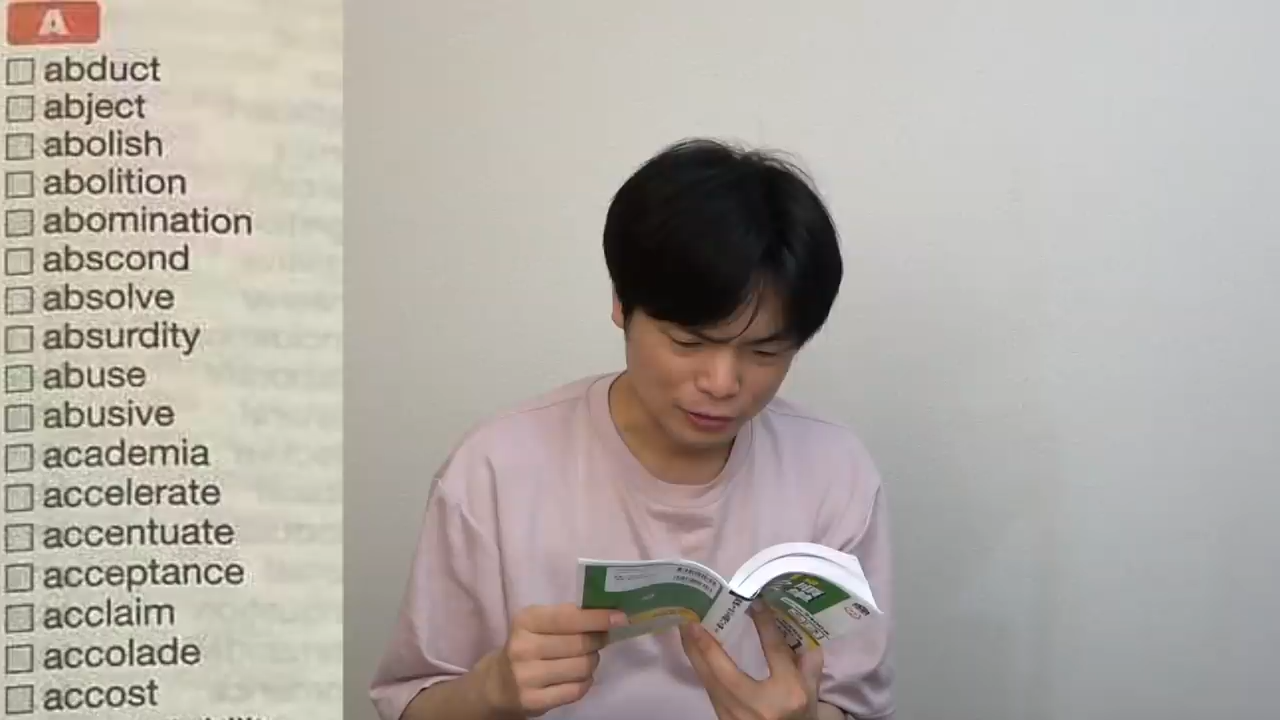 A
abduct
abject
abolish
abolition
abomination
abscond
absolve
absurdity
abuse
abusive
academia
accelerate
accentuate
acceptance
acclaim
accolade
accost